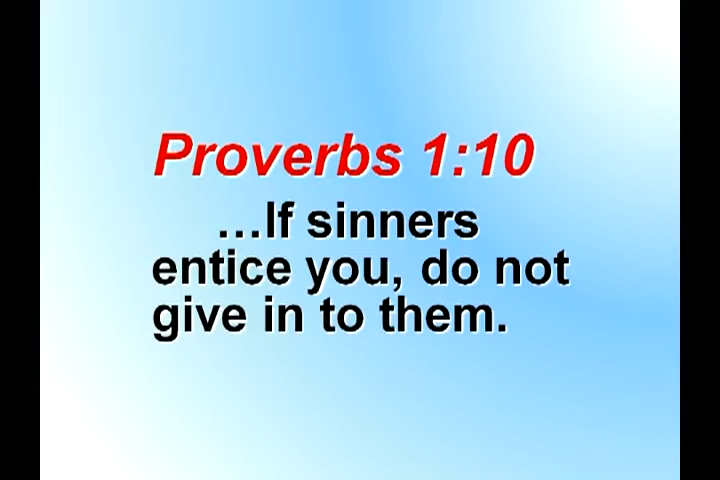 Proverbs 1:10
…If sinners
entice you, do not
give in to them.